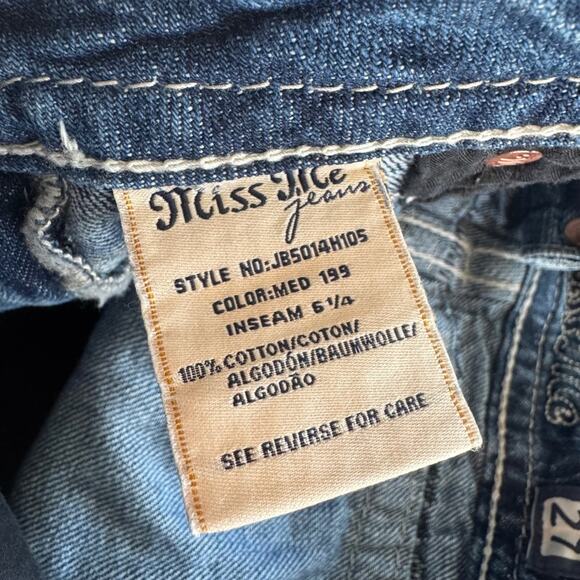 Miss Me
jeans
STYLE NO:JB5014H105
COLOR:MED 199
INSEAM 6 1/4
100% COTTON/COTON/
ALGODÓN/BAUMWOLLE/
ALGODÃO
SEE REVERSE FOR CARE
27